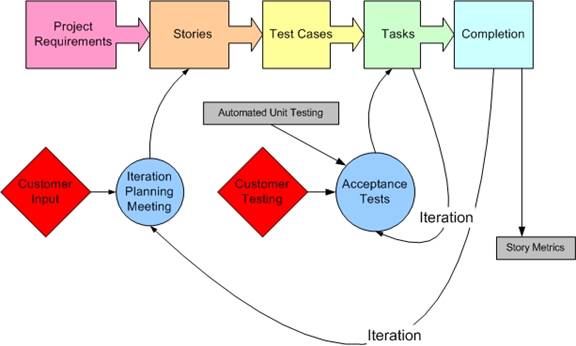 Project
Requirements
Stories
Test Cases
Tasks
Completion
Automated Unit Testing
Customer
Input
Iteration
Planning
Meeting
Customer
Testing
Acceptance
Tests
Iteration
Story Metrics
Iteration